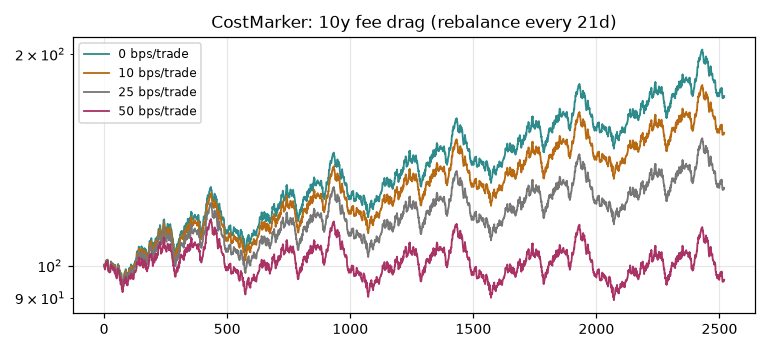 CostMarker: 10y fee drag (rebalance every 21d)
0 bps/trade
10 bps/trade
25 bps/trade
50 bps/trade
2 × 10²
10²
9 × 10¹
0
500
1000
1500
2000
2500